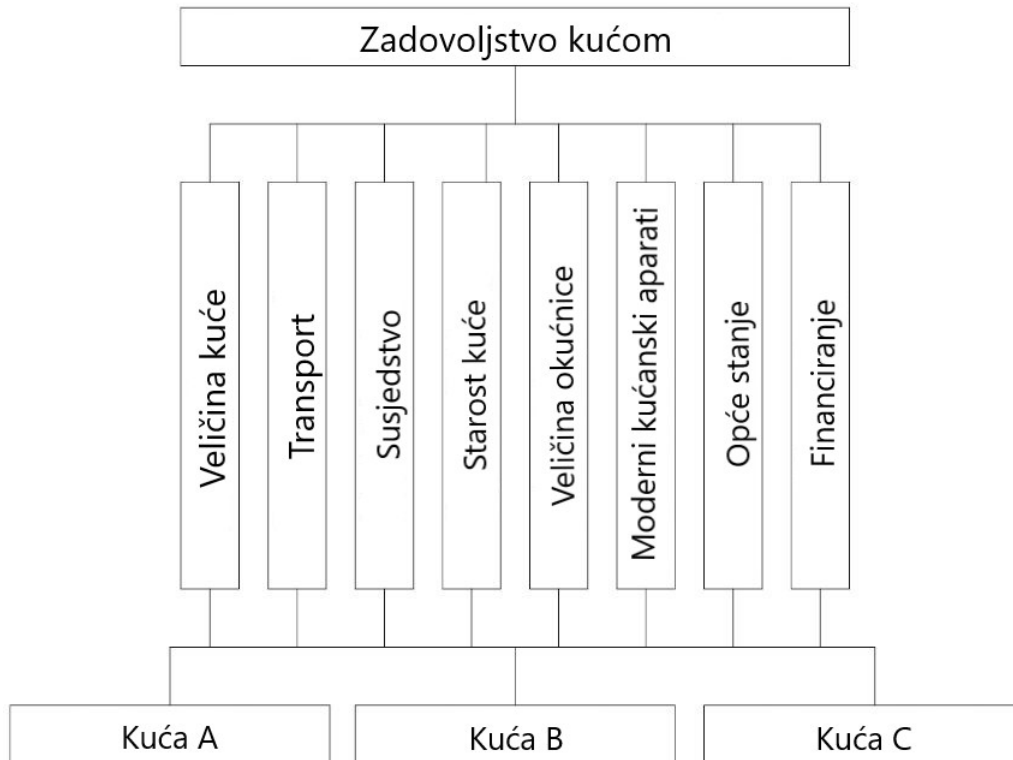 Zadovoljstvo kućom
Veličina kuće
Transport
Susjedstvo
Starost kuće
Veličina okućnice
Moderni kućanski aparati
Opće stanje
Financiranje
Kuća A
Kuća B
Kuća C